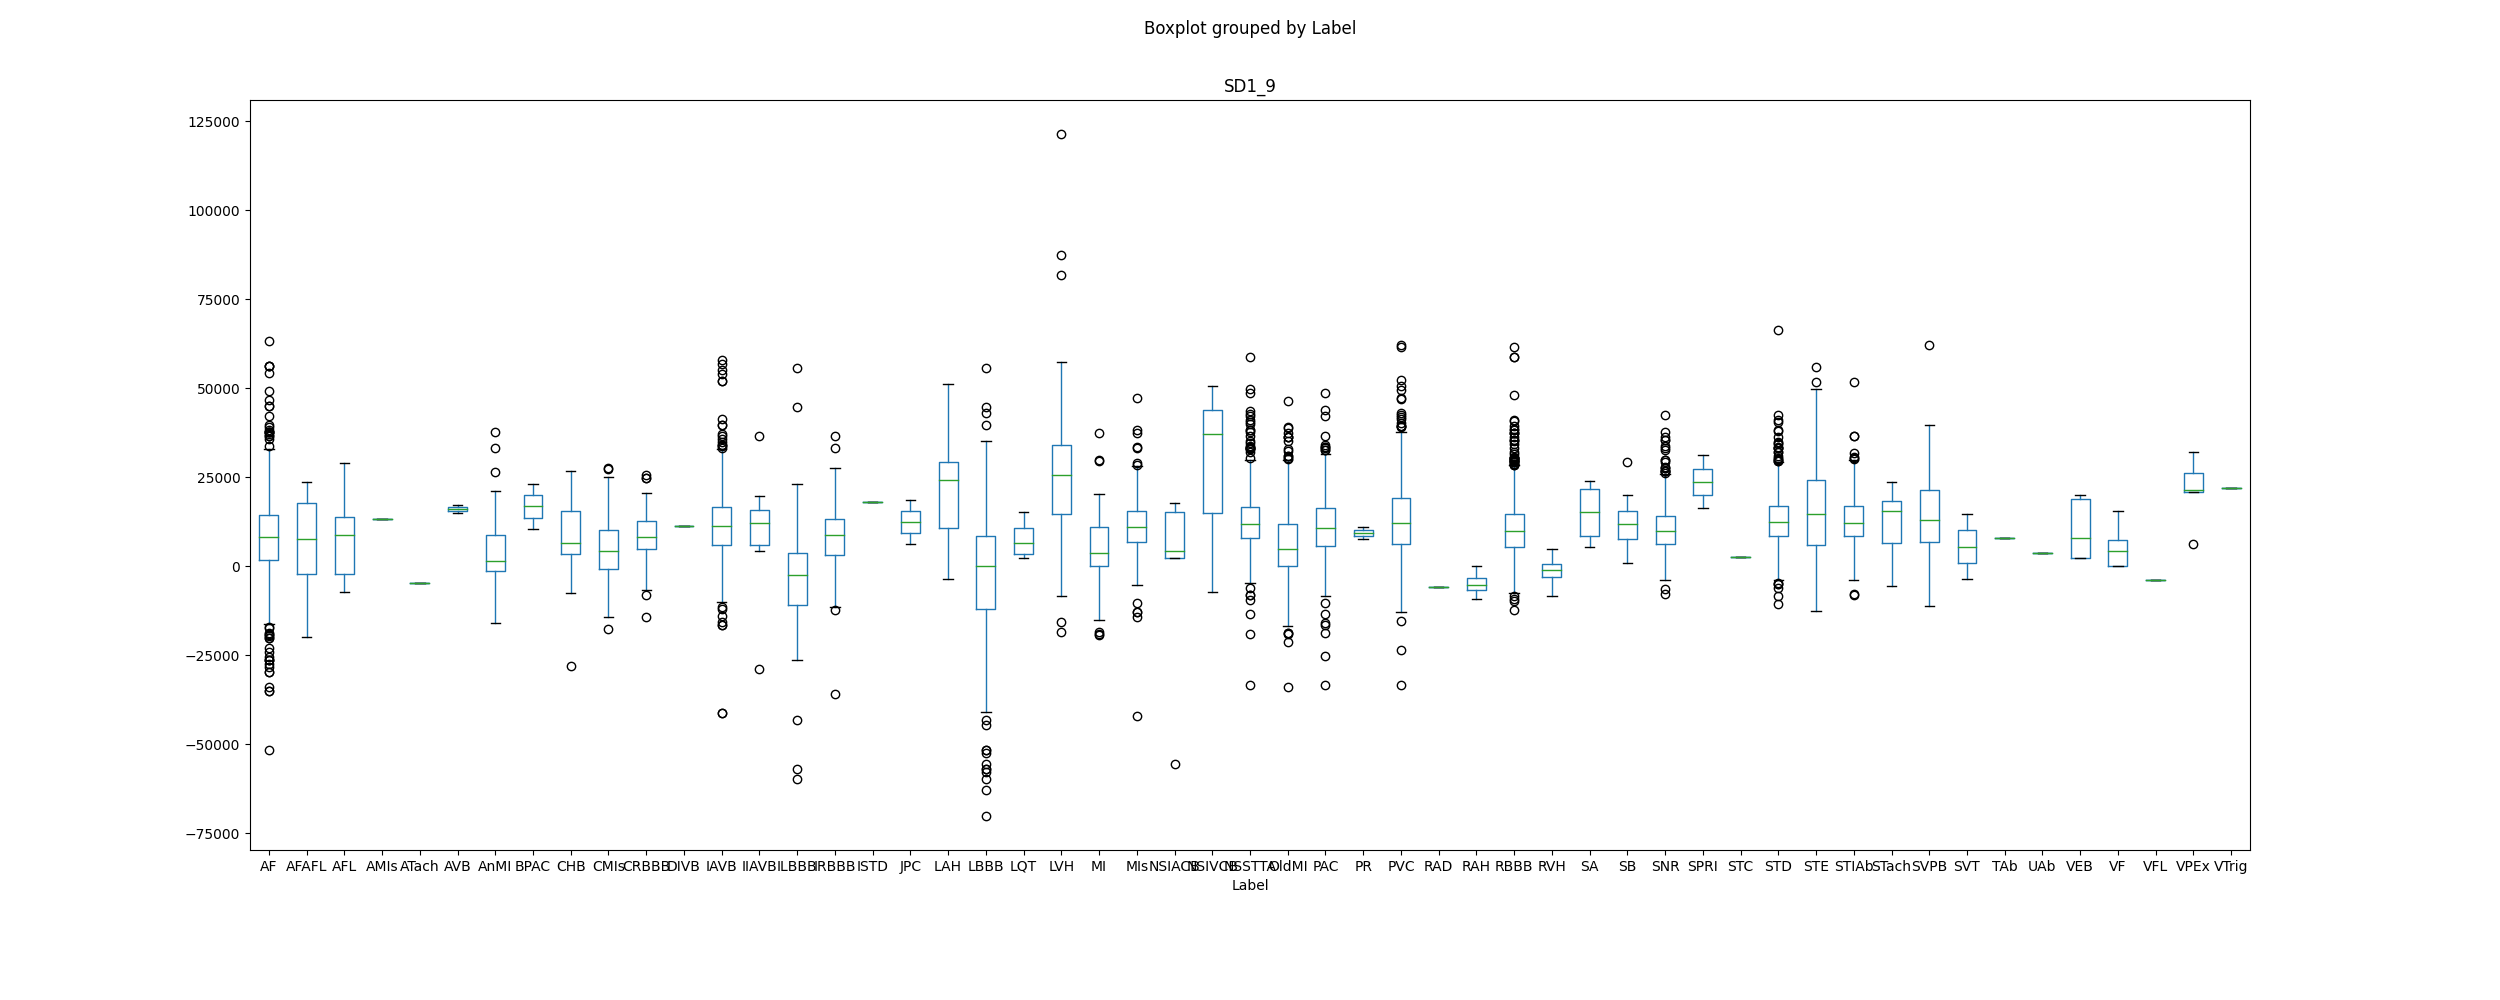 Boxplot grouped by Label
SD1_9
125000
100000
75000
50000
25000
0
−25000
−50000
−75000
AF AFAFL AFL AMIs ATach AVB AnMI BPAC CHB CMIs CRBBB DIVB IAVB IIAVB ILBBB IRBBB ISTD JPC LAH LBBB LQT LVH MI MIs NSIACB NSIVCB NSSTTA OldMI PAC PR PVC RAD RAH RBBB RVH SA SB SNR SPRI STC STD STE STIAb STach SVPB SVT TAb UAb VEB VF VFL VPEx VTrig
Label